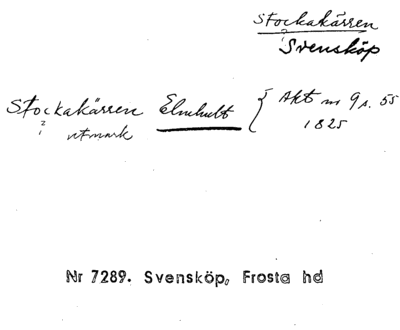 Stockakärren
?
Svensköp
Stockakärren Elmhult { Akt nr 9 s. 55
? utmark 1825
Nr 7289. Svensköp, Frosta hd